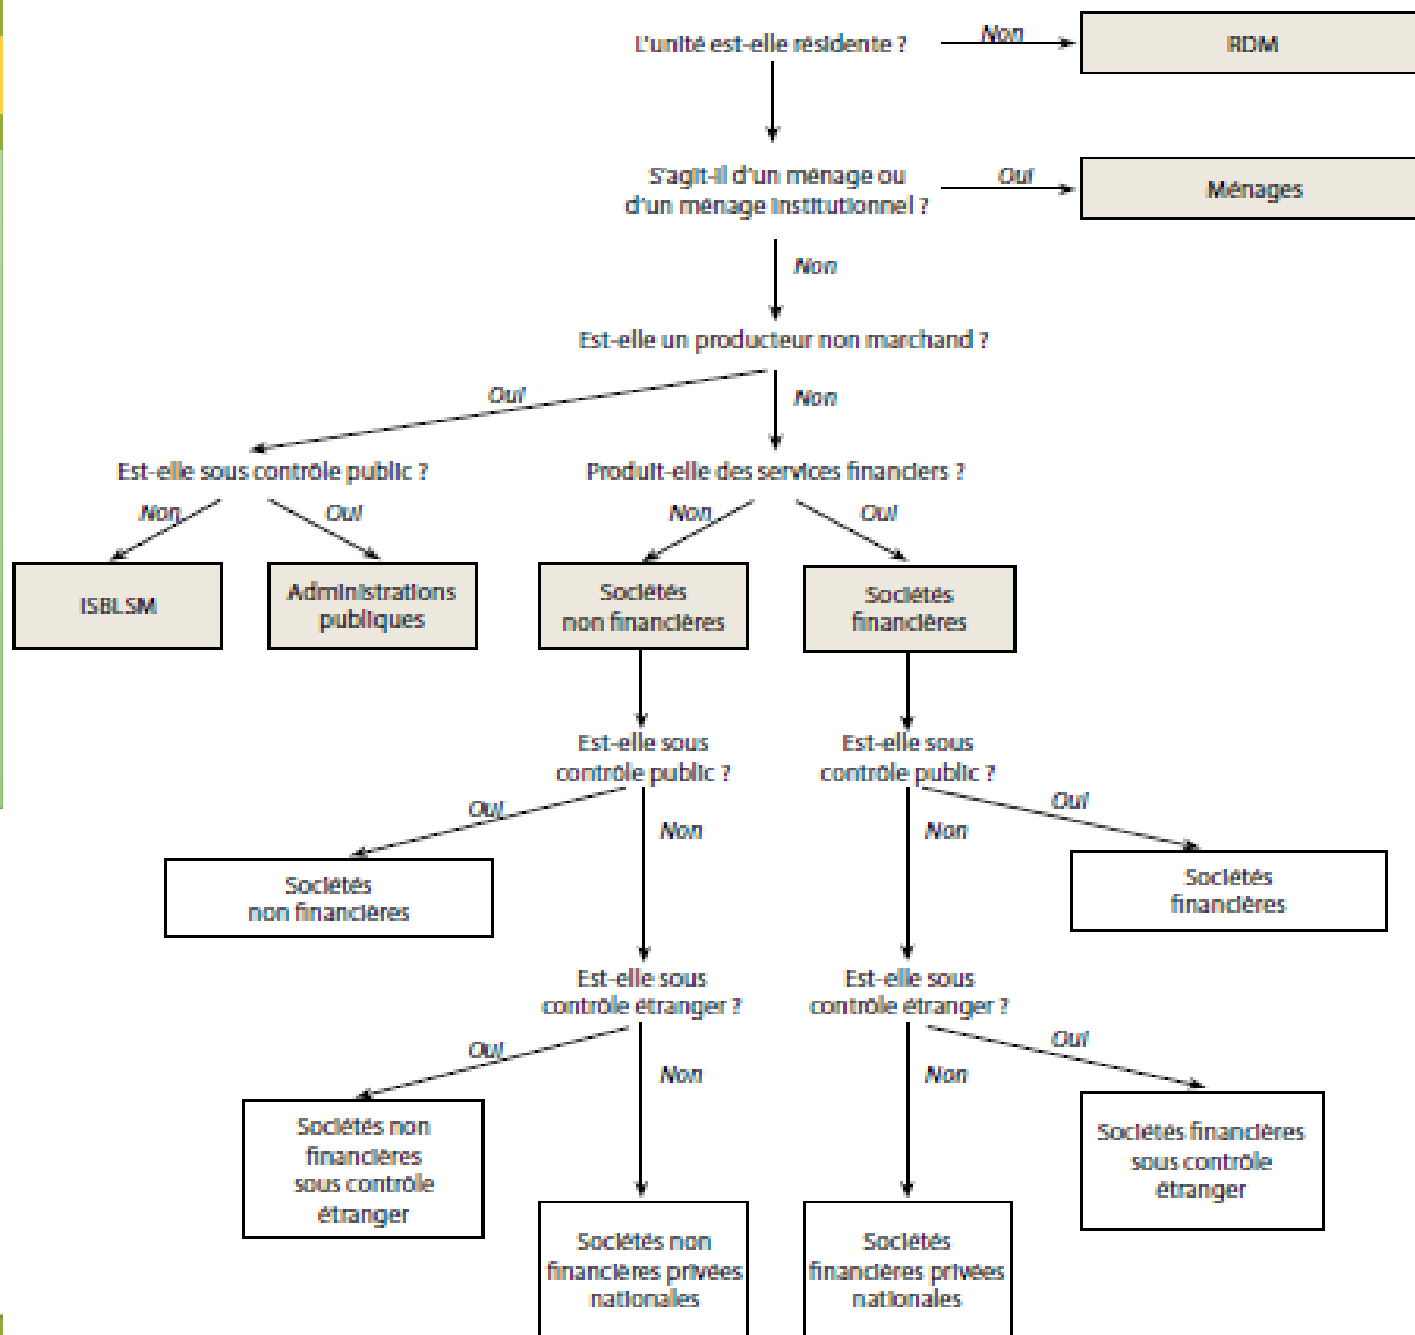 L'unité est-elle résidente ?
Non
RDM
S'agit-il d'un ménage ou
d'un ménage institutionnel ?
Oui
Ménages
Non
Est-elle un producteur non marchand ?
Oui
Non
Est-elle sous contrôle public ?
Produit-elle des services financiers ?
Non
Oui
Non
Oui
ISBLSM
Administrations
publiques
Sociétés
non financières
Sociétés
financières
Est-elle sous
contrôle public ?
Est-elle sous
contrôle public ?
Oui
Non
Non
Oui
Sociétés
non financières
Sociétés
financières
Est-elle sous
contrôle étranger ?
Est-elle sous
contrôle étranger ?
Oui
Non
Non
Oui
Sociétés non
financières
sous contrôle
étranger
Sociétés financières
sous contrôle
étranger
Sociétés non
financières privées
nationales
Sociétés
financières privées
nationales